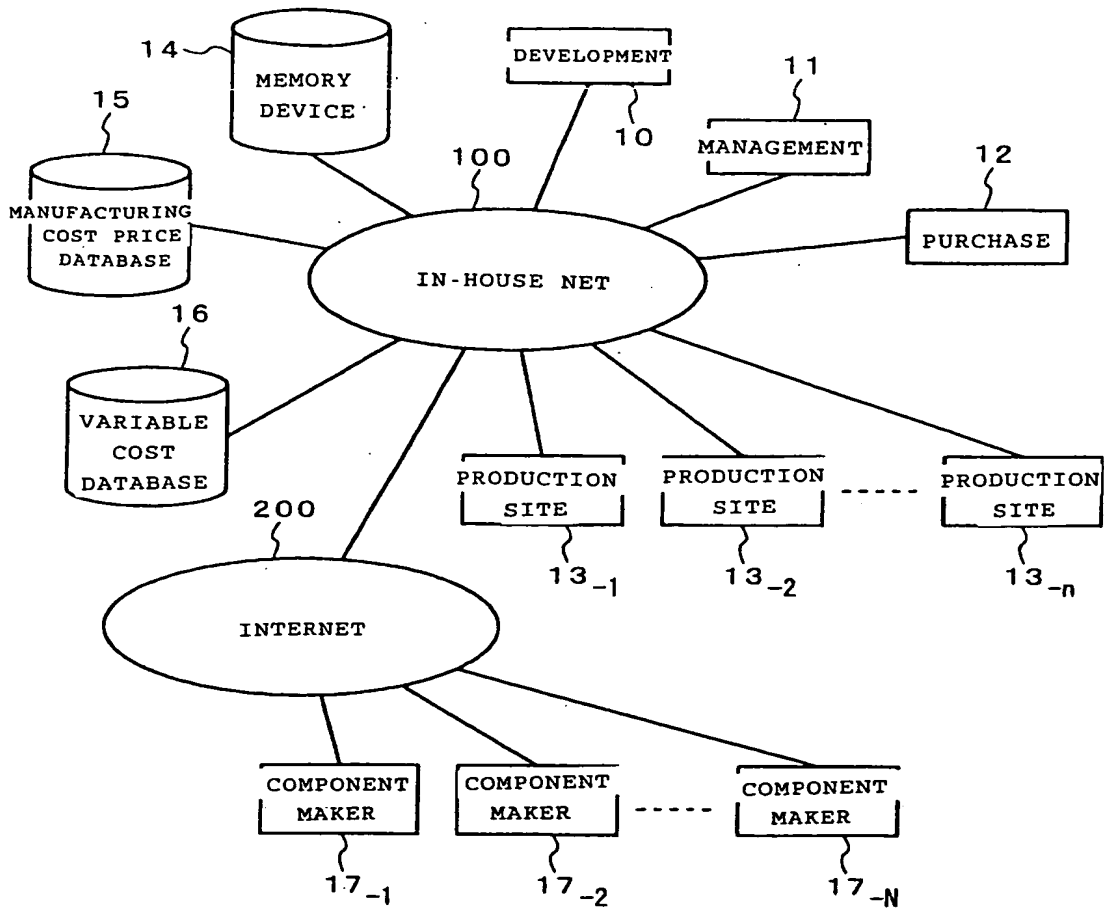 14
MEMORY
DEVICE
DEVELOPMENT
10
11
MANAGEMENT
12
PURCHASE
15
MANUFACTURING
COST PRICE
DATABASE
100
IN-HOUSE NET
16
VARIABLE
COST
DATABASE
PRODUCTION
SITE
13-1
PRODUCTION
SITE
13-2
PRODUCTION
SITE
13-n
200
INTERNET
COMPONENT
MAKER
17-1
COMPONENT
MAKER
17-2
COMPONENT
MAKER
17-N